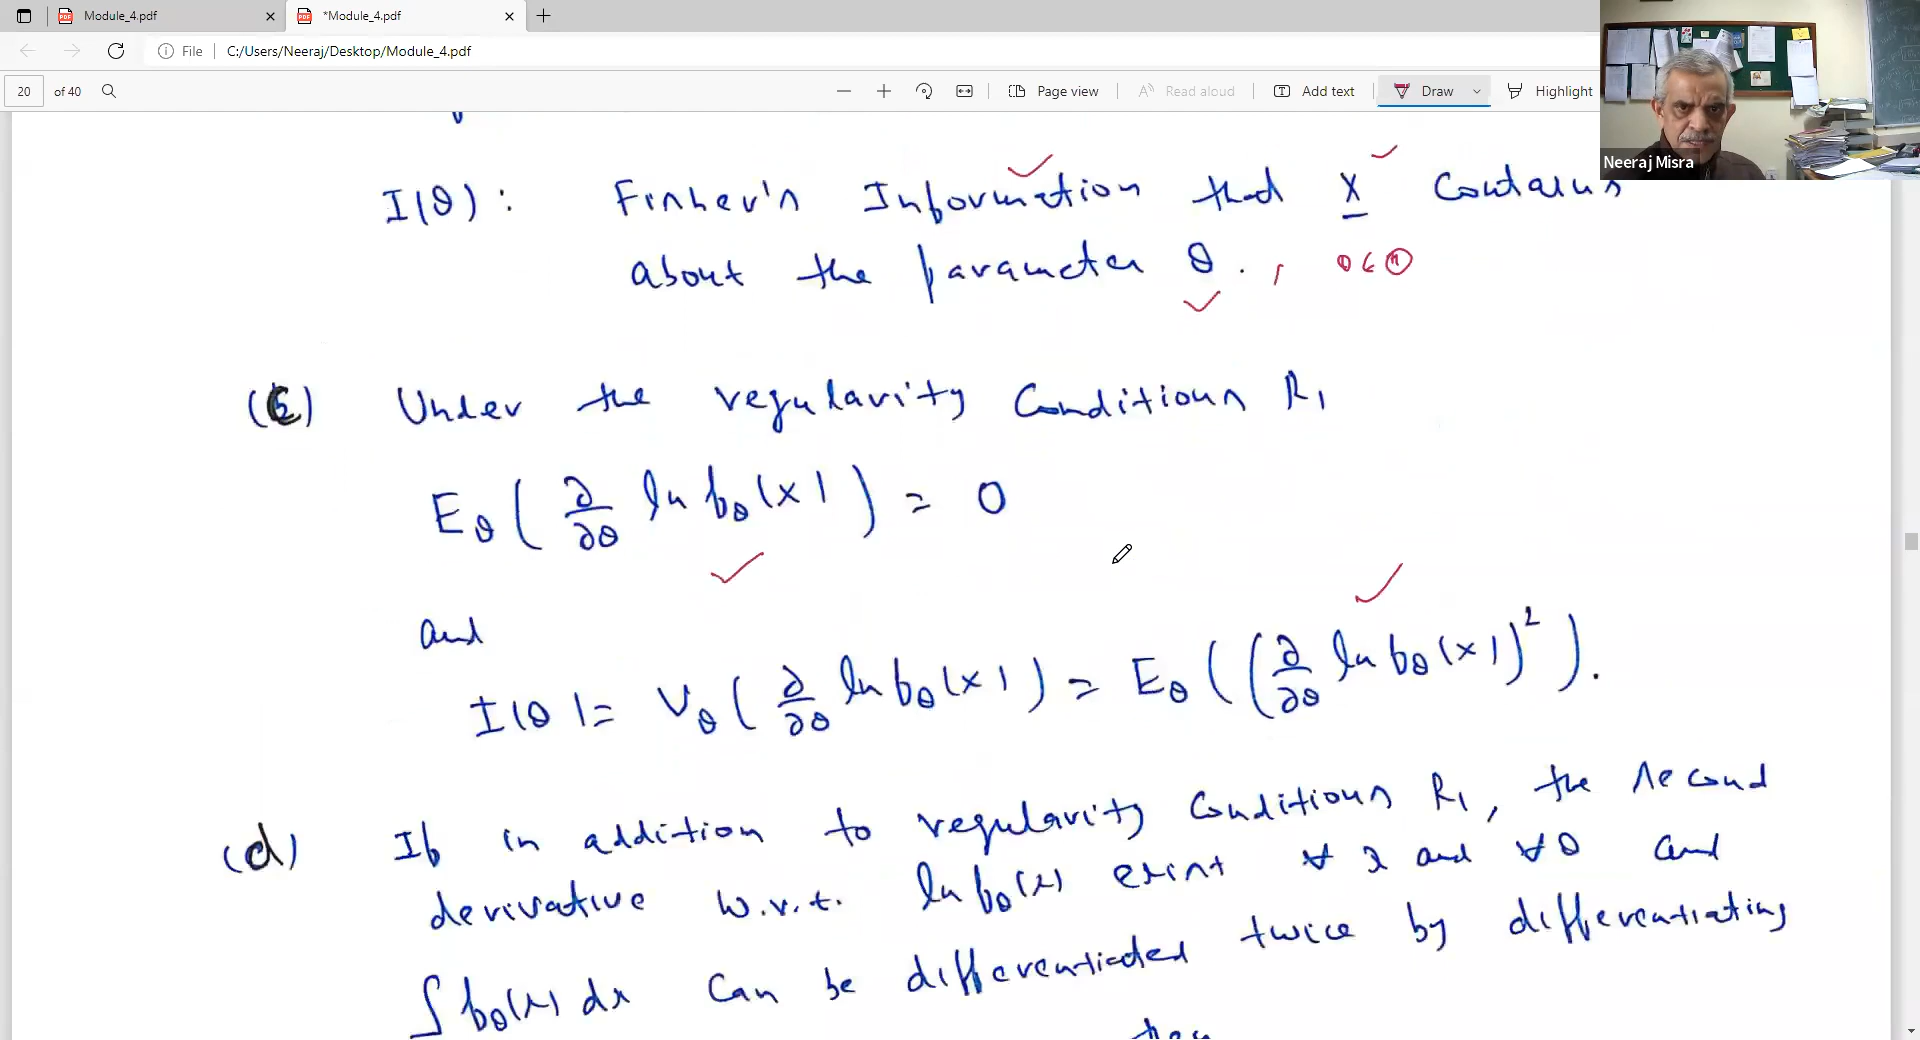 Module_4.pdf
*Module_4.pdf
File C:/Users/Neeraj/Desktop/Module_4.pdf
20 of 40 Page view Read aloud Add text Draw Highlight
Neeraj Misra
I(θ): Fisher's Information that X contains
about the parameter θ. , θ∈Θ
(c) Under the regularity Conditions R₁
E_θ( ∂/∂θ ln f_θ(X) ) = 0
and
I(θ) = V_θ( ∂/∂θ ln f_θ(X) ) = E_θ( ( ∂/∂θ ln f_θ(X) )² ).
(d) If in addition to regularity Conditions R₁, the second
derivative w.r.t. ln f_θ(x) exist ∀ x and ∀ θ and
∫ f_θ(x) dx can be differentiated twice by differentiating
then